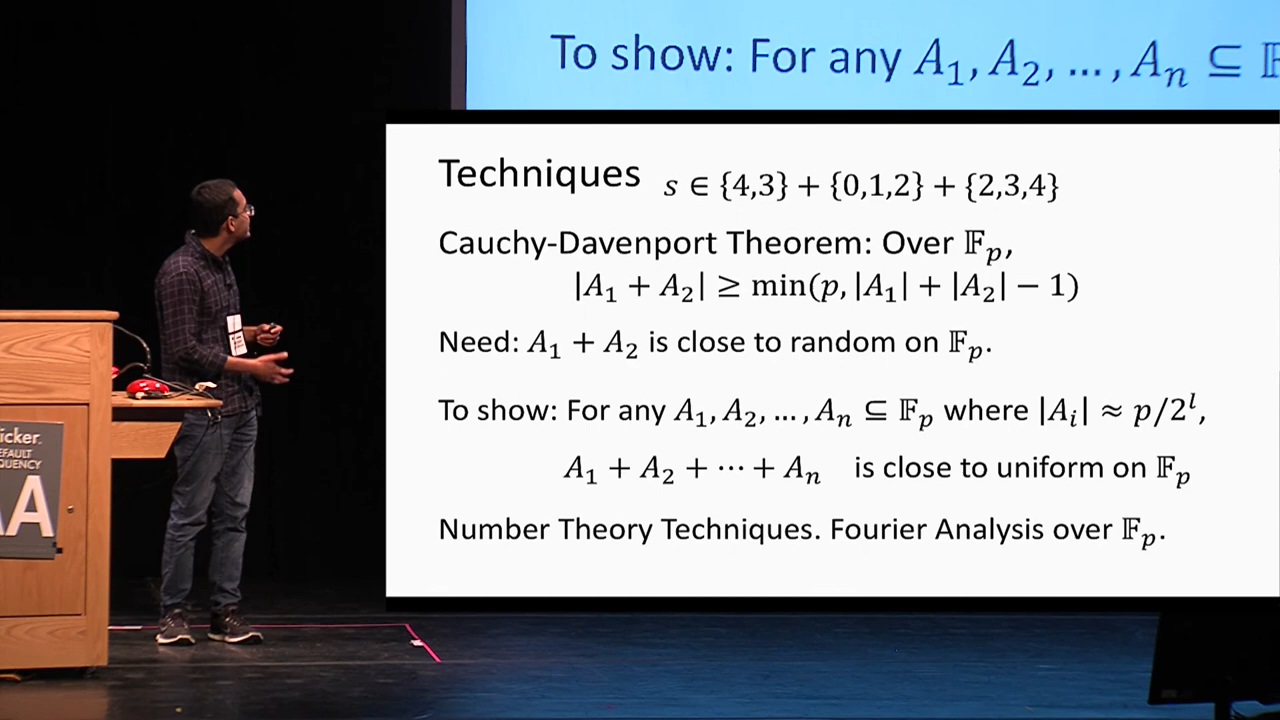 To show: For any A₁, A₂, …, Aₙ ⊆ 𝔽
Techniques s ∈ {4,3} + {0,1,2} + {2,3,4}
Cauchy-Davenport Theorem: Over 𝔽ₚ,
|A₁ + A₂| ≥ min(p, |A₁| + |A₂| − 1)
Need: A₁ + A₂ is close to random on 𝔽ₚ.
To show: For any A₁, A₂, …, Aₙ ⊆ 𝔽ₚ where |Aᵢ| ≈ p/2ˡ,
A₁ + A₂ + ⋯ + Aₙ is close to uniform on 𝔽ₚ
Number Theory Techniques. Fourier Analysis over 𝔽ₚ.